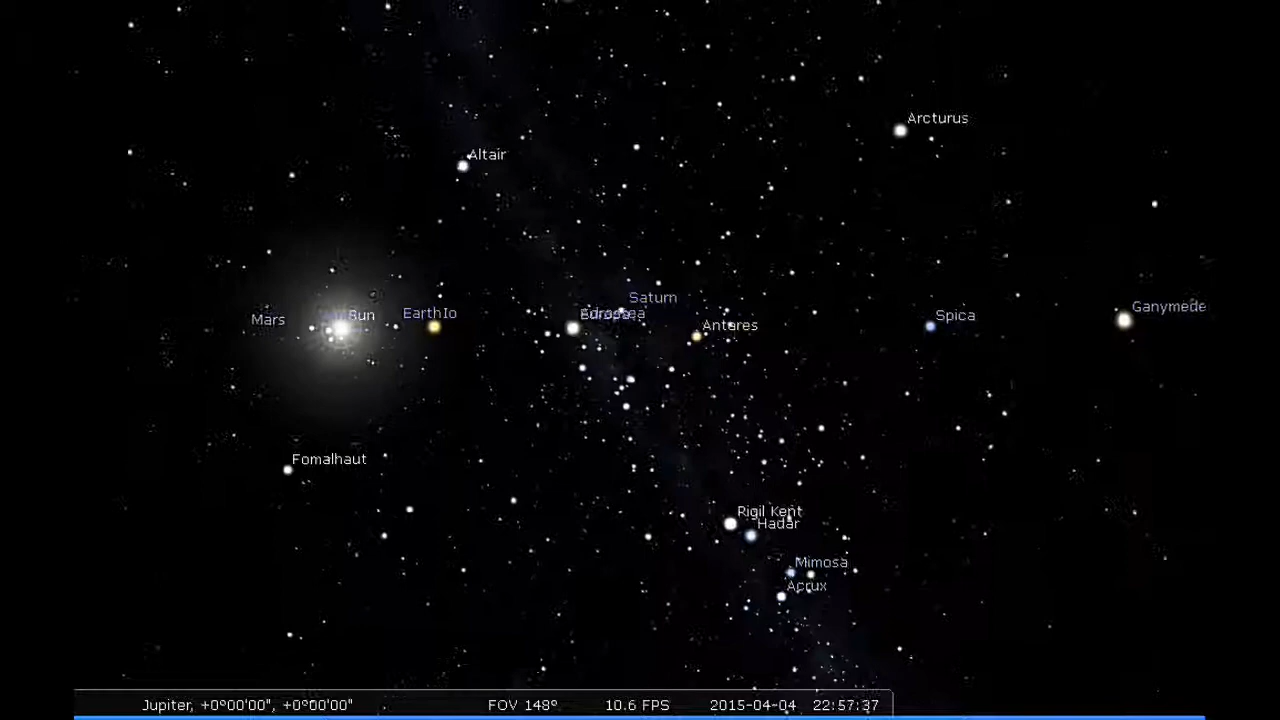 Arcturus
Altair
Saturn
Ganymede
Mars
Sun
EarthIo
Europa
Antares
Spica
Fomalhaut
Rigil Kent
Hadar
Mimosa
Acrux
Jupiter, +0°00'00", +0°00'00"
FOV 148°
10.6 FPS
2015-04-04
22:57:37